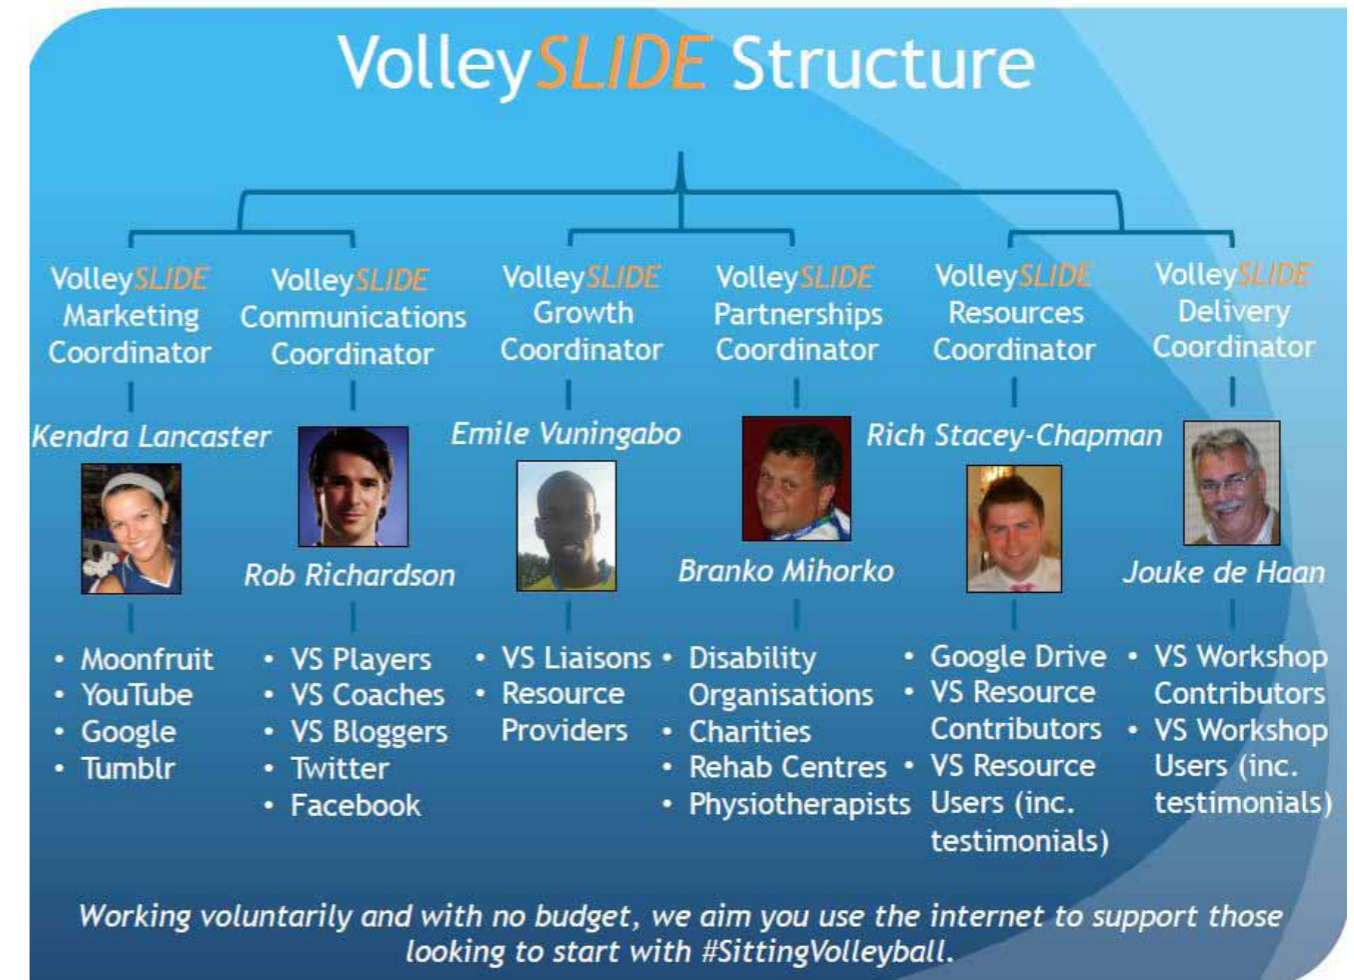 VolleySLIDE Structure
VolleySLIDE
Marketing
Coordinator
Kendra Lancaster
• Moonfruit
• YouTube
• Google
• Tumblr
VolleySLIDE
Communications
Coordinator
Rob Richardson
• VS Players
• VS Coaches
• VS Bloggers
• Twitter
• Facebook
VolleySLIDE
Growth
Coordinator
Emile Vuningabo
• VS Liaisons
• Resource
Providers
VolleySLIDE
Partnerships
Coordinator
Branko Mihorko
• Disability
Organisations
• Charities
• Rehab Centres
• Physiotherapists
VolleySLIDE
Resources
Coordinator
Rich Stacey-Chapman
• Google Drive
• VS Resource
Contributors
• VS Resource
Users (inc.
testimonials)
VolleySLIDE
Delivery
Coordinator
Jouke de Haan
• VS Workshop
Contributors
• VS Workshop
Users (inc.
testimonials)
Working voluntarily and with no budget, we aim you use the internet to support those
looking to start with #SittingVolleyball.